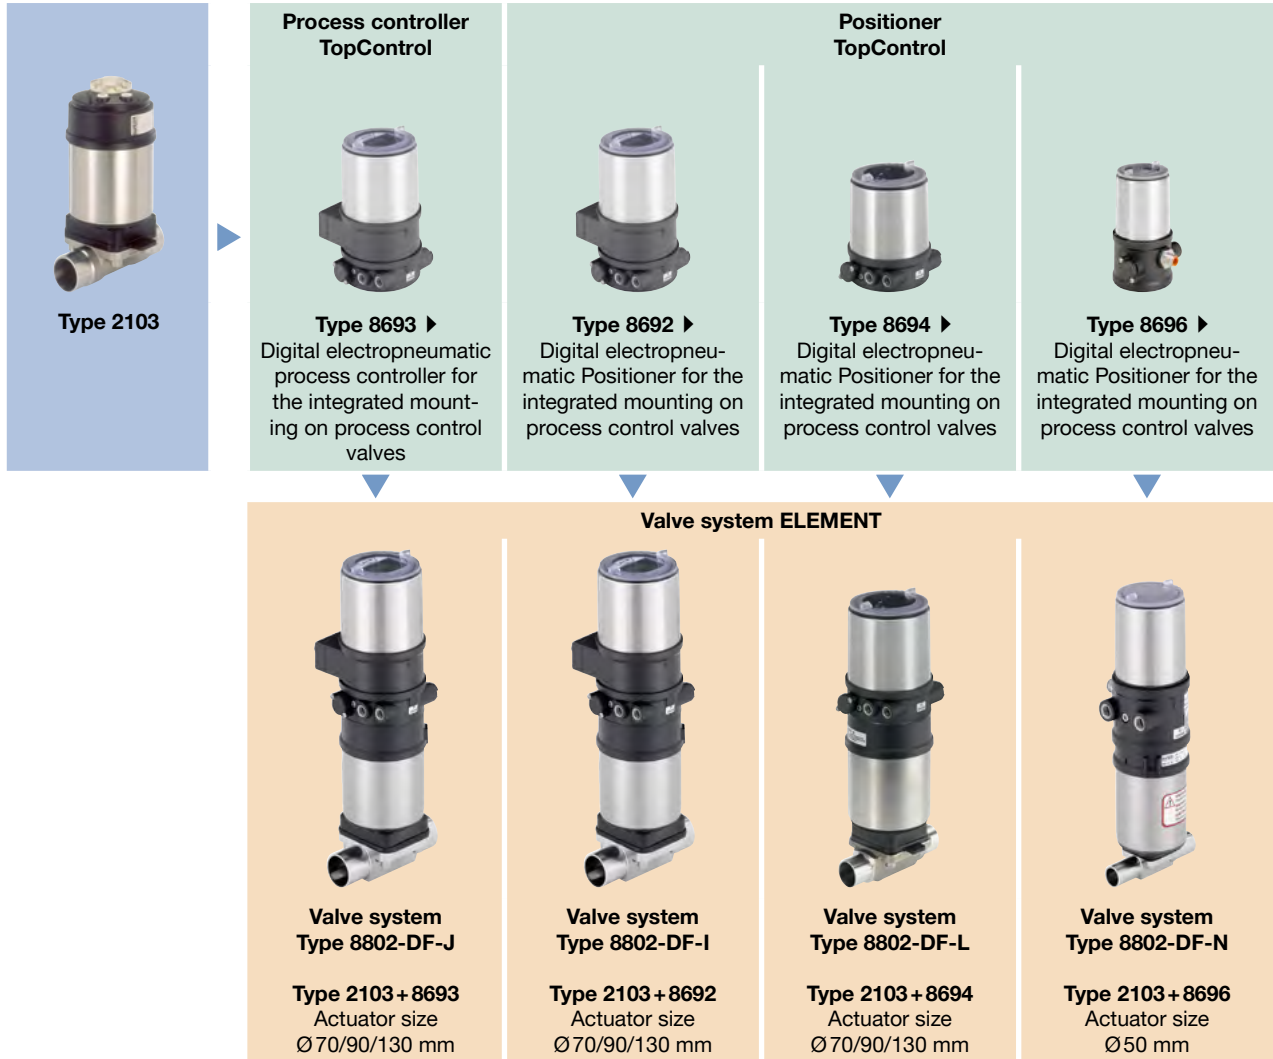 Process controller
TopControl
Positioner
TopControl
Type 2103
Type 8693
Digital electropneumatic
process controller for
the integrated mount-
ing on process control
valves
Type 8692
Digital electropneu-
matic Positioner for the
integrated mounting on
process control valves
Type 8694
Digital electropneu-
matic Positioner for the
integrated mounting on
process control valves
Type 8696
Digital electropneu-
matic Positioner for the
integrated mounting on
process control valves
Valve system ELEMENT
Valve system
Type 8802-DF-J
Type 2103+8693
Actuator size
Ø70/90/130 mm
Valve system
Type 8802-DF-I
Type 2103+8692
Actuator size
Ø70/90/130 mm
Valve system
Type 8802-DF-L
Type 2103+8694
Actuator size
Ø70/90/130 mm
Valve system
Type 8802-DF-N
Type 2103+8696
Actuator size
Ø50 mm